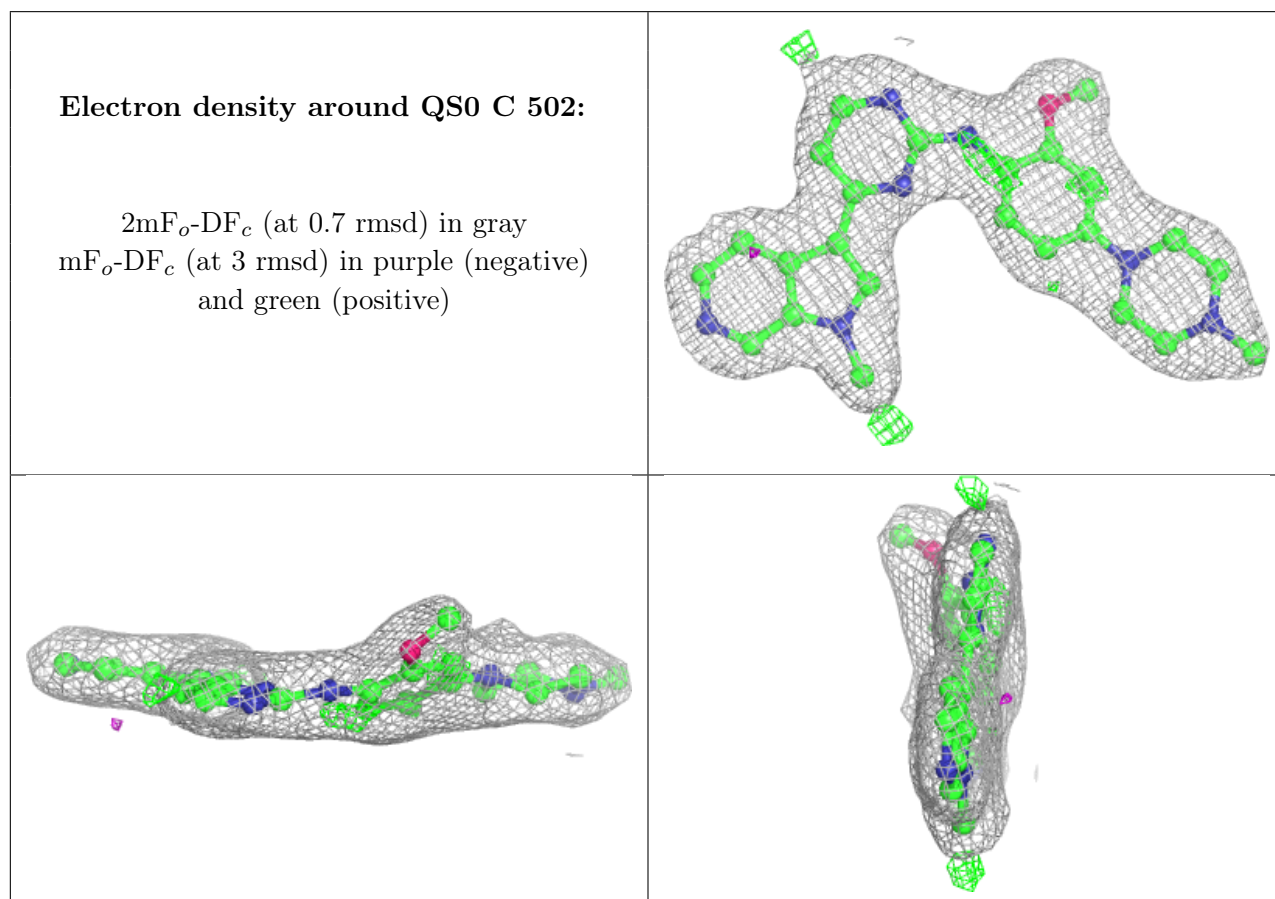 Electron density around QS0 C 502:
2mFₒ-DF𝒸 (at 0.7 rmsd) in gray
mFₒ-DF𝒸 (at 3 rmsd) in purple (negative)
and green (positive)